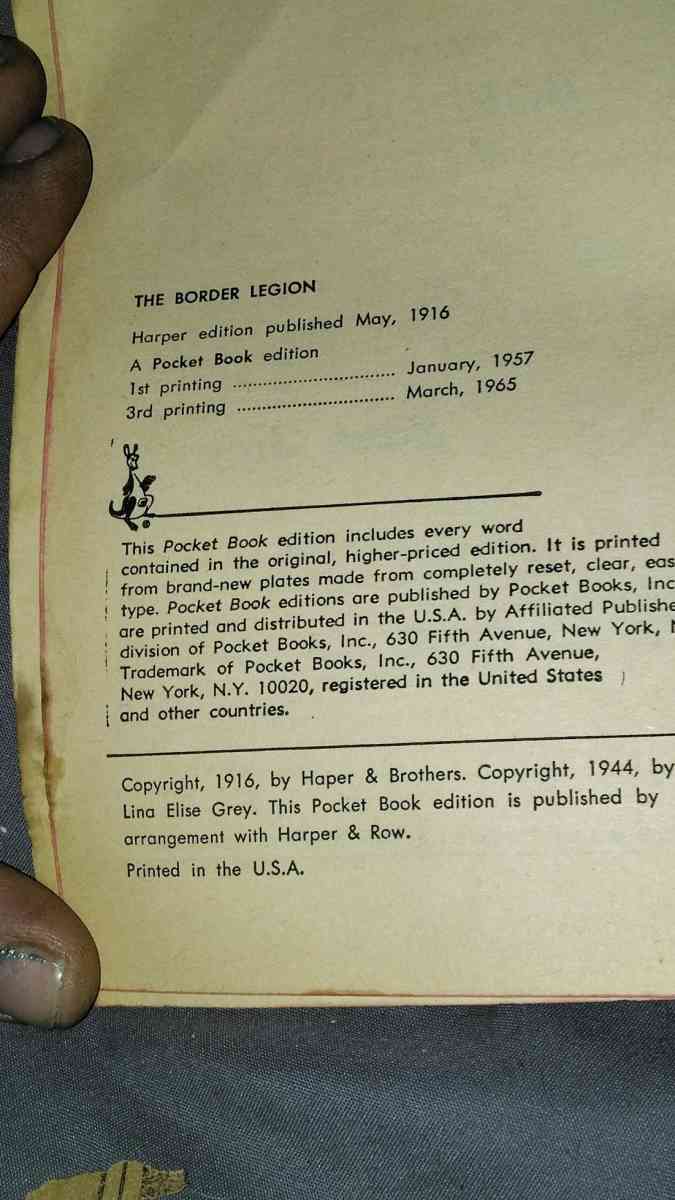 THE BORDER LEGION
Harper edition published May, 1916
A Pocket Book edition
1st printing .................................. January, 1957
3rd printing .................................. March, 1965
This Pocket Book edition includes every word
contained in the original, higher-priced edition. It is printed
from brand-new plates made from completely reset, clear, eas
type. Pocket Book editions are published by Pocket Books, Inc
are printed and distributed in the U.S.A. by Affiliated Publishe
division of Pocket Books, Inc., 630 Fifth Avenue, New York, N
Trademark of Pocket Books, Inc., 630 Fifth Avenue,
New York, N.Y. 10020, registered in the United States
and other countries.
Copyright, 1916, by Haper & Brothers. Copyright, 1944, by
Lina Elise Grey. This Pocket Book edition is published by
arrangement with Harper & Row.
Printed in the U.S.A.